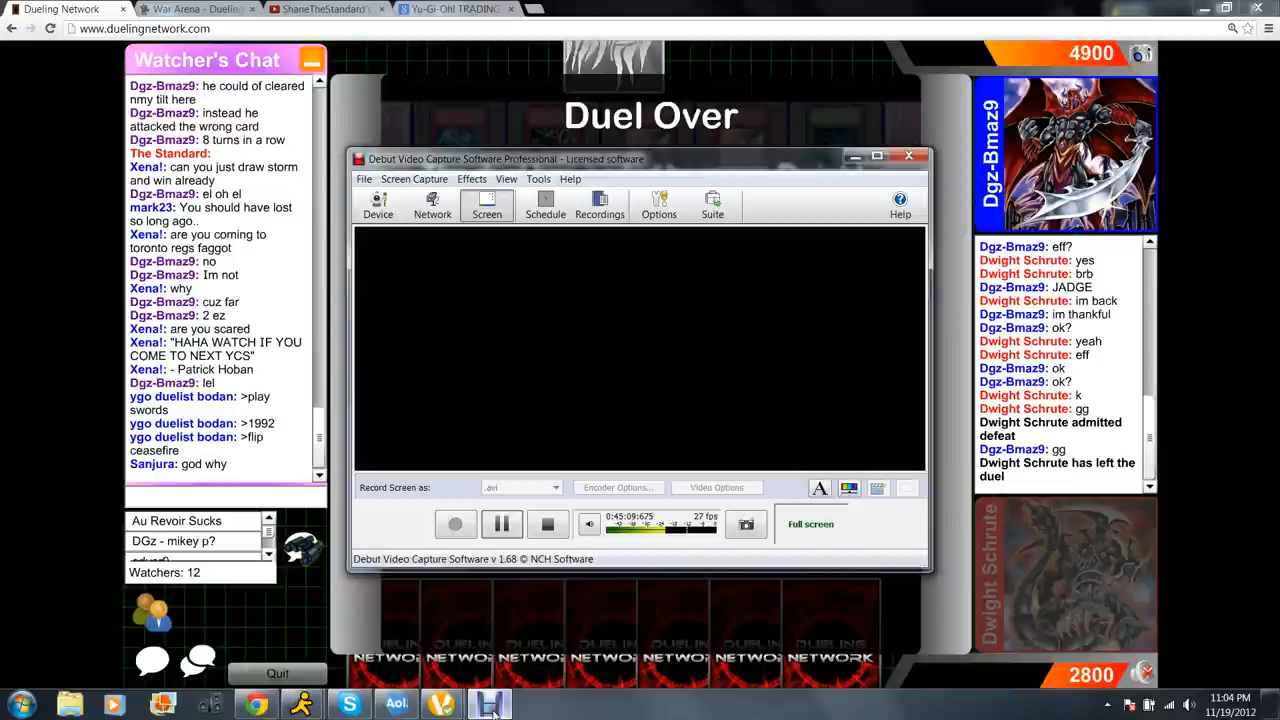 Dueling Network
War Arena - Dueling
ShaneTheStandard's
Yu-Gi-Oh! TRADING
www.duelingnetwork.com
Watcher's Chat
Dgz-Bmaz9: he could of cleared
nmy tilt here
Dgz-Bmaz9: instead he
attacked the wrong card
Dgz-Bmaz9: 8 turns in a row
The Standard:
Xena!: can you just draw storm
and win already
Dgz-Bmaz9: el oh el
mark23: You should have lost
so long ago..
Xena!: are you coming to
toronto regs faggot
Dgz-Bmaz9: no
Dgz-Bmaz9: Im not
Xena!: why
Dgz-Bmaz9: cuz far
Dgz-Bmaz9: 2 ez
Xena!: are you scared
Xena!: "HAHA WATCH IF YOU
COME TO NEXT YCS"
Xena!: - Patrick Hoban
Dgz-Bmaz9: lel
ygo duelist bodan: >play
swords
ygo duelist bodan: >1992
ygo duelist bodan: >flip
ceasefire
Sanjura: god why
Au Revoir Sucks
DGz - mikey p?
Watchers: 12
Quit
Duel Over
Debut Video Capture Software Professional - Licensed software
File Screen Capture Effects View Tools Help
Device Network Screen Schedule Recordings Options Suite Help
Record Screen as: .avi Encoder Options... Video Options
A
0:45:09:675 27 fps
Full screen
Debut Video Capture Software v 1.68 © NCH Software
4900
Dgz-Bmaz9
Dgz-Bmaz9: eff?
Dwight Schrute: yes
Dwight Schrute: brb
Dgz-Bmaz9: JADGE
Dwight Schrute: im back
Dgz-Bmaz9: im thankful
Dgz-Bmaz9: ok?
Dwight Schrute: yeah
Dwight Schrute: eff
Dgz-Bmaz9: ok
Dgz-Bmaz9: ok?
Dwight Schrute: k
Dwight Schrute: gg
Dwight Schrute admitted
defeat
Dgz-Bmaz9: gg
Dwight Schrute has left the
duel
Dwight Schrute
2800
DUELING
NETWORK
Aol.
11:04 PM
11/19/2012